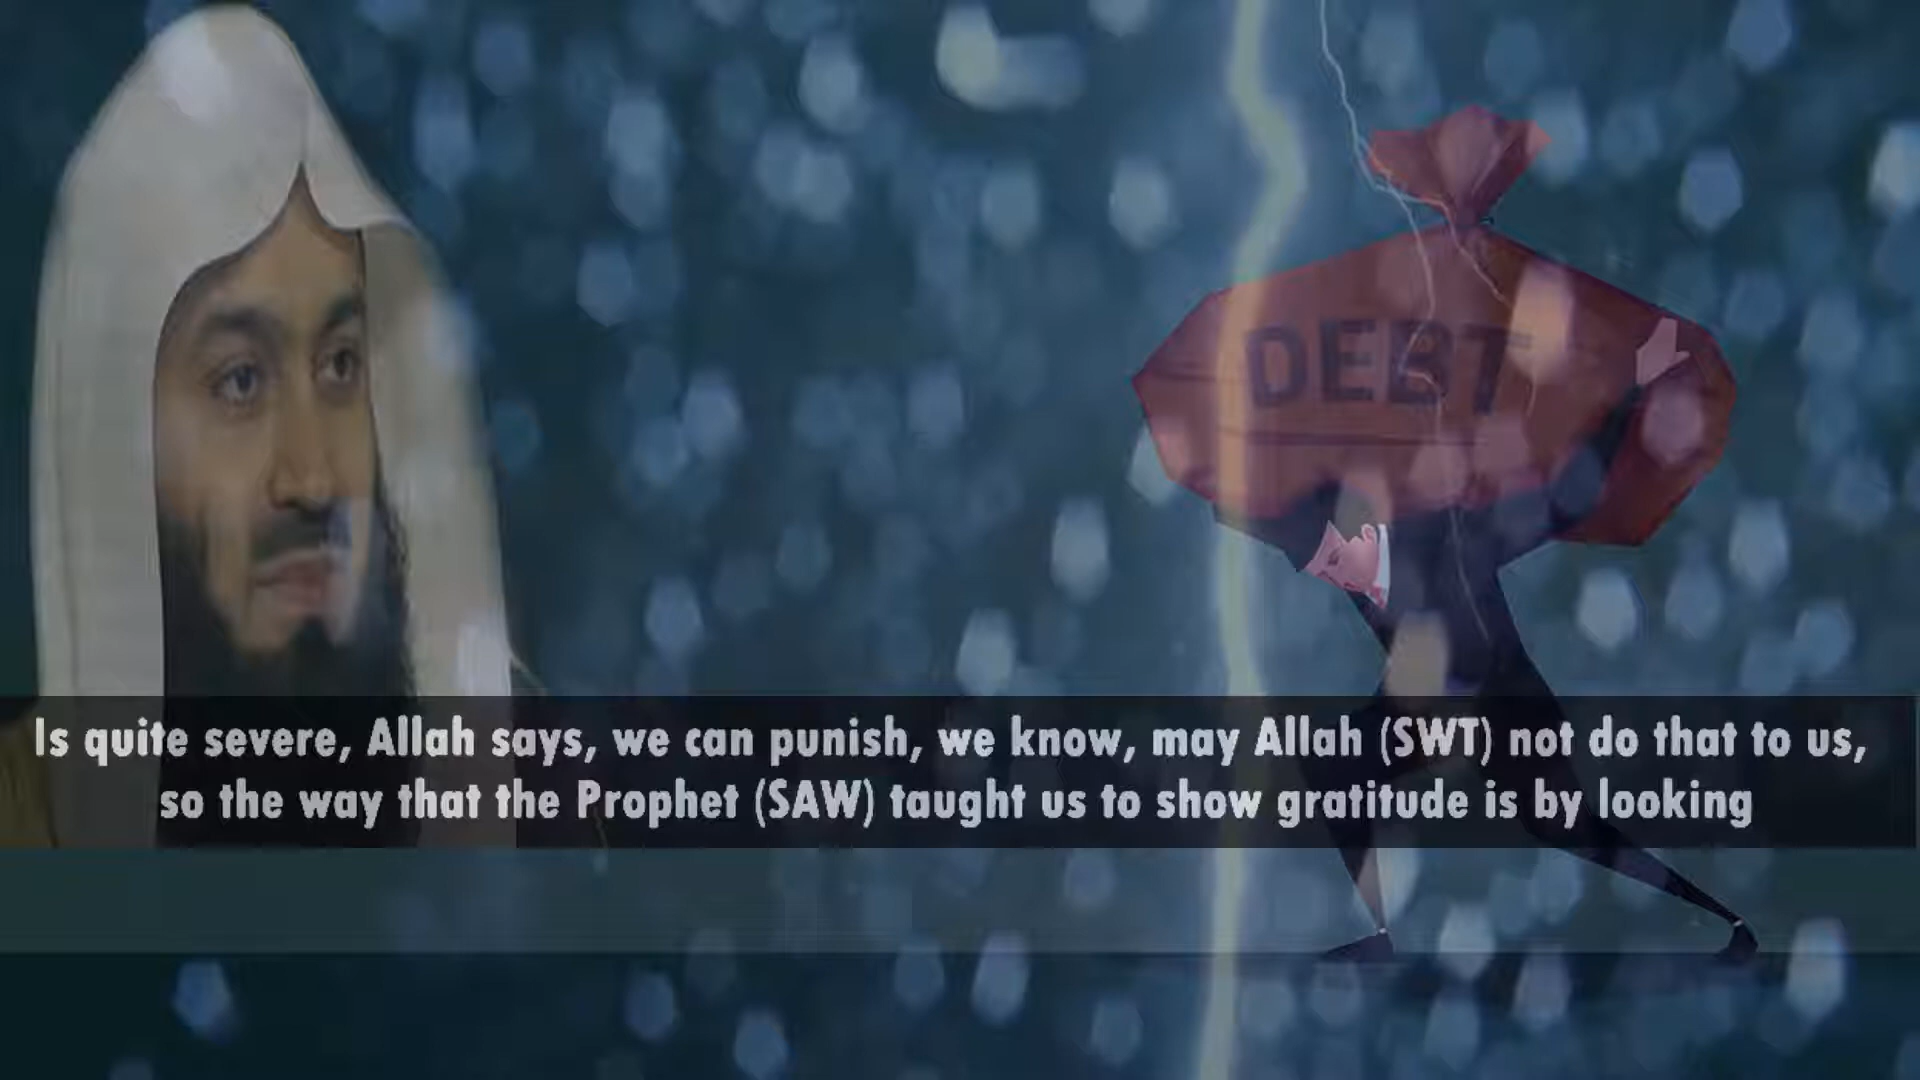 DEBT
Is quite severe, Allah says, we can punish, we know, may Allah (SWT) not do that to us,
so the way that the Prophet (SAW) taught us to show gratitude is by looking